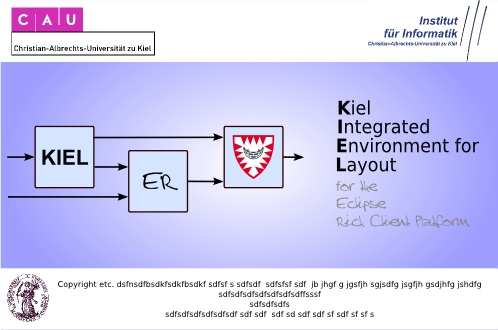 C A U
Christian-Albrechts-Universität zu Kiel
Institut
für Informatik
Christian-Albrechts-Universität zu Kiel
KIEL
ER
Kiel
Integrated
Environment for
Layout
for the
Eclipse
Rich Client Platform
Copyright etc. dsfnsdfbsdkfsdkfbsdkf sdfsf s sdfsdf sdfsfsf sdf jb jhgf g jgsfjh sgjsdfg jsgfjh gsdjhfg jshdfg
sdfsdfsdfsdfsdfsdfsdffsssf
sdfsdfsdfs
sdfsdfsdfsdfsdfsdf sdf sdf sdf sd sdf sdf sf sdf sf sf s